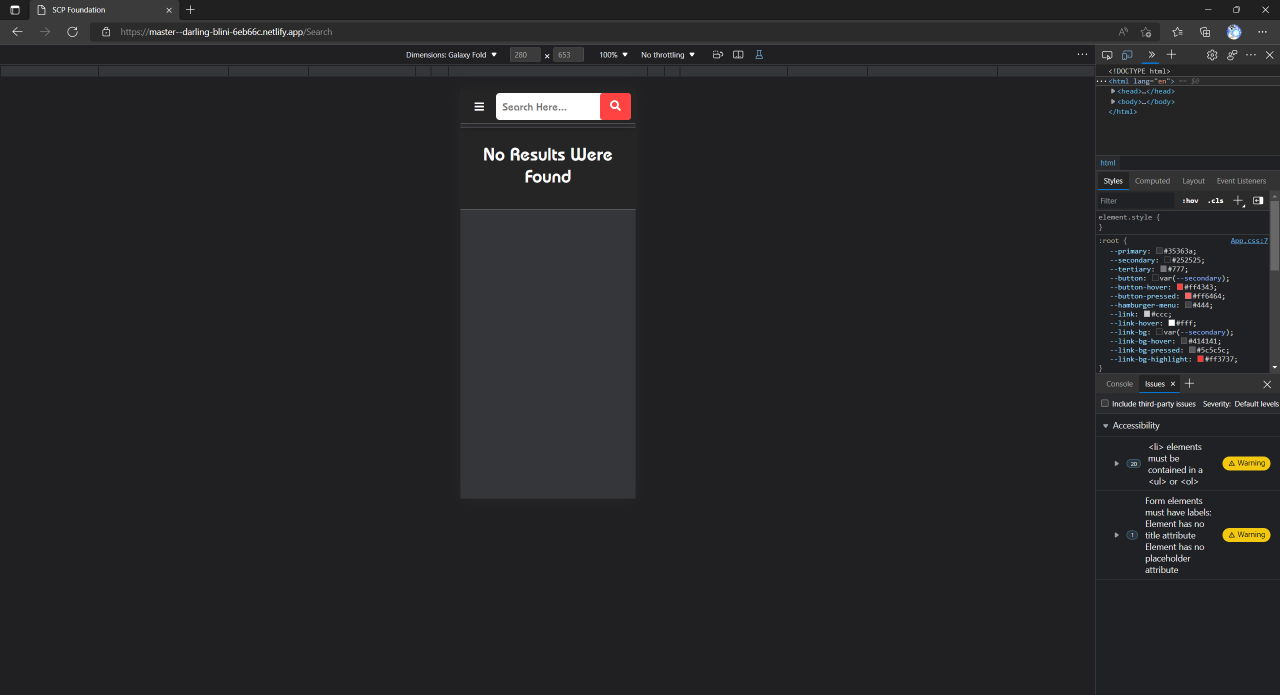 SCP Foundation
https://master--darling-blini-6eb66c.netlify.app/Search
Dimensions: Galaxy Fold ▼ 280 × 653 100% ▼ No throttling ▼
Search Here...
No Results Were
Found
<!DOCTYPE html>
···<html lang="en"> == $0
▶<head>…</head>
▶<body>…</body>
</html>
html
Styles Computed Layout Event Listeners
Filter :hov .cls
element.style {
}
:root { App.css:7
--primary: #35363a;
--secondary: #252525;
--tertiary: #777;
--button: var(--secondary);
--button-hover: #ff4343;
--button-pressed: #ff6464;
--hamburger-menu: #444;
--link: #ccc;
--link-hover: #fff;
--link-bg: var(--secondary);
--link-bg-hover: #414141;
--link-bg-pressed: #5c5c5c;
--link-bg-highlight: #ff3737;
}
Console Issues
Include third-party issues Severity: Default levels
Accessibility
<li> elements
must be
20 contained in a Warning
<ul> or <ol>
Form elements
must have labels:
Element has no
1 title attribute Warning
Element has no
placeholder
attribute